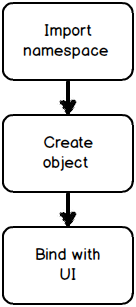 Import
namespace
Create
object
Bind with
UI